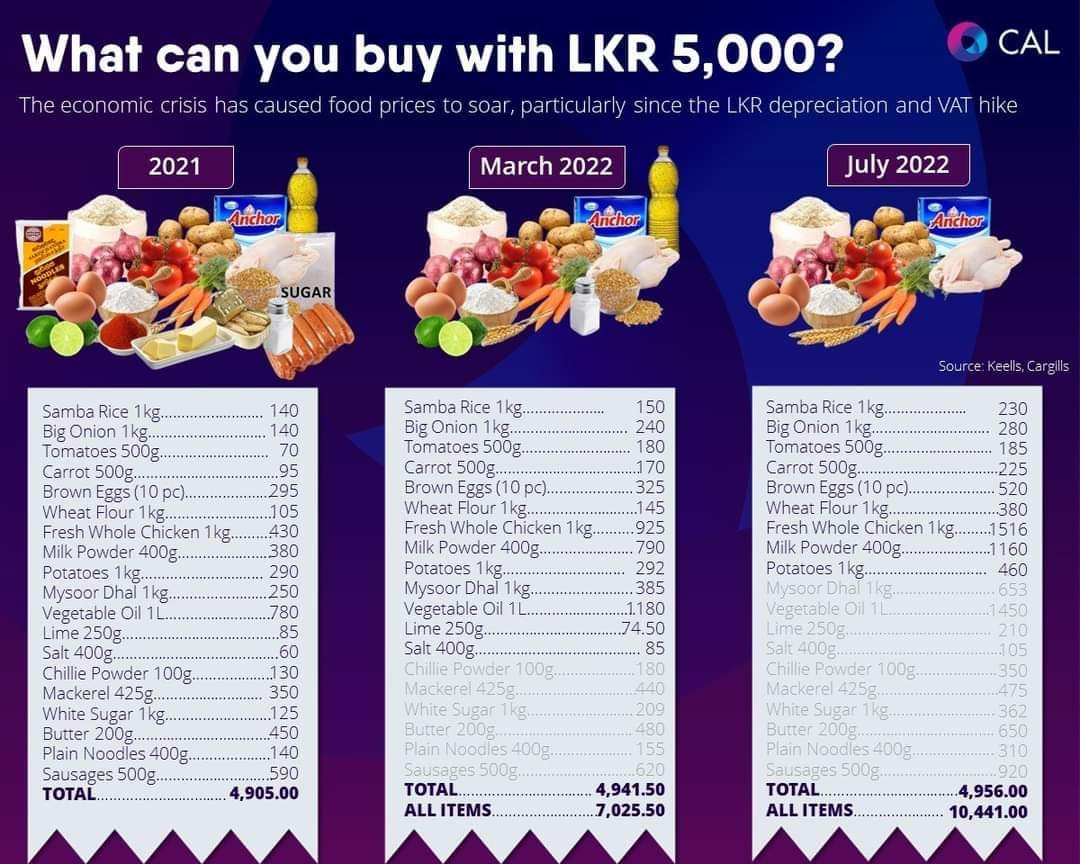 What can you buy with LKR 5,000?
CAL
The economic crisis has caused food prices to soar, particularly since the LKR depreciation and VAT hike
2021
March 2022
July 2022
Anchor
NOODLES
SUGAR
Anchor
Anchor
Source: Keells, Cargills
Samba Rice 1kg........................ 140
Big Onion 1kg........................... 140
Tomatoes 500g......................... 70
Carrot 500g...........................95
Brown Eggs (10 pc)....................295
Wheat Flour 1kg........................105
Fresh Whole Chicken 1kg.........430
Milk Powder 400g.....................380
Potatoes 1kg............................ 290
Mysoor Dhal 1kg.......................250
Vegetable Oil 1L........................780
Lime 250g...................................85
Salt 400g.....................................60
Chillie Powder 100g..................130
Mackerel 425g......................... 350
White Sugar 1kg........................125
Butter 200g...............................450
Plain Noodles 400g...................140
Sausages 500g..........................590
TOTAL.............................. 4,905.00
Samba Rice 1kg................... 150
Big Onion 1kg........................... 240
Tomatoes 500g......................... 180
Carrot 500g...............................170
Brown Eggs (10 pc)....................325
Wheat Flour 1kg........................145
Fresh Whole Chicken 1kg.........925
Milk Powder 400g..................... 790
Potatoes 1kg............................ 292
Mysoor Dhal 1kg....................... 385
Vegetable Oil 1L.......................1180
Lime 250g...............................74.50
Salt 400g.................................... 85
Chillie Powder 100g..................180
Mackerel 425g..........................440
White Sugar 1kg....................... 209
Butter 200g.............................. 480
Plain Noodles 400g.................. 155
Sausages 500g..........................620
TOTAL.............................. 4,941.50
ALL ITEMS........................7,025.50
Samba Rice 1kg................... 230
Big Onion 1kg........................... 280
Tomatoes 500g......................... 185
Carrot 500g...............................225
Brown Eggs (10 pc).................... 520
Wheat Flour 1kg........................380
Fresh Whole Chicken 1kg.........1516
Milk Powder 400g.....................1160
Potatoes 1kg............................ 460
Mysoor Dhal 1kg....................... 653
Vegetable Oil 1L.......................1450
Lime 250g................................. 210
Salt 400g...................................105
Chillie Powder 100g..................350
Mackerel 425g..........................475
White Sugar 1kg....................... 362
Butter 200g.............................. 650
Plain Noodles 400g.................. 310
Sausages 500g..........................920
TOTAL..............................4,956.00
ALL ITEMS...................... 10,441.00